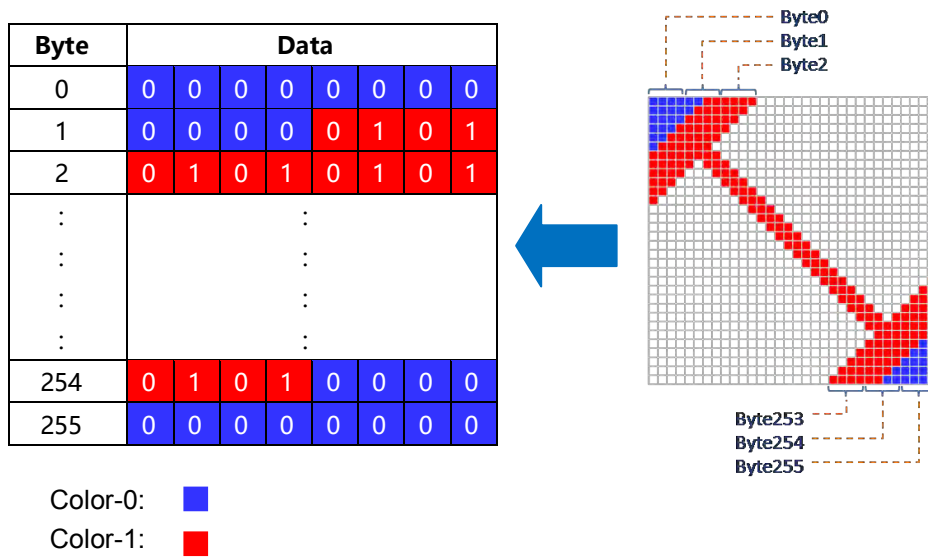 Byte Data
0 0 0 0 0 0 0 0 0
1 0 0 0 0 0 1 0 1
2 0 1 0 1 0 1 0 1
: :
: :
: :
: :
254 0 1 0 1 0 0 0 0
255 0 0 0 0 0 0 0 0
Color-0:
Color-1:
Byte0
Byte1
Byte2
Byte253
Byte254
Byte255